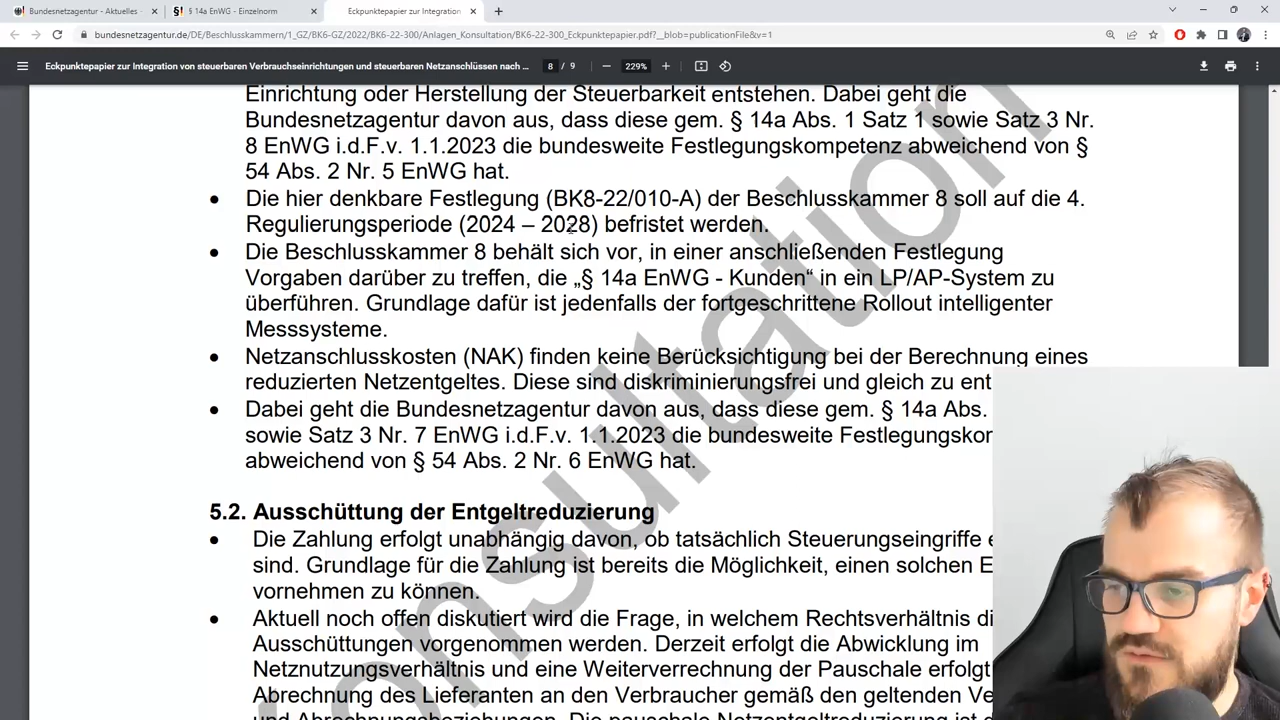 Bundesnetzagentur - Aktuelles -
§ 14a EnWG - Einzelnorm
Eckpunktepapier zur Integration
bundesnetzagentur.de/DE/Beschlusskammern/1_GZ/BK6-GZ/2022/BK6-22-300/Anlagen_Konsultation/BK6-22-300_Eckpunktepapier.pdf?__blob=publicationFile&v=1
Eckpunktepapier zur Integration von steuerbaren Verbrauchseinrichtungen und steuerbaren Netzanschlüssen nach ... 8 / 9 229%
Einrichtung oder Herstellung der Steuerbarkeit entstehen. Dabei geht die
Bundesnetzagentur davon aus, dass diese gem. § 14a Abs. 1 Satz 1 sowie Satz 3 Nr.
8 EnWG i.d.F.v. 1.1.2023 die bundesweite Festlegungskompetenz abweichend von §
54 Abs. 2 Nr. 5 EnWG hat.
• Die hier denkbare Festlegung (BK8-22/010-A) der Beschlusskammer 8 soll auf die 4.
Regulierungsperiode (2024 – 2028) befristet werden.
• Die Beschlusskammer 8 behält sich vor, in einer anschließenden Festlegung
Vorgaben darüber zu treffen, die „§ 14a EnWG - Kunden“ in ein LP/AP-System zu
überführen. Grundlage dafür ist jedenfalls der fortgeschrittene Rollout intelligenter
Messsysteme.
• Netzanschlusskosten (NAK) finden keine Berücksichtigung bei der Berechnung eines
reduzierten Netzentgeltes. Diese sind diskriminierungsfrei und gleich zu ent
• Dabei geht die Bundesnetzagentur davon aus, dass diese gem. § 14a Abs.
sowie Satz 3 Nr. 7 EnWG i.d.F.v. 1.1.2023 die bundesweite Festlegungskor
abweichend von § 54 Abs. 2 Nr. 6 EnWG hat.
5.2. Ausschüttung der Entgeltreduzierung
• Die Zahlung erfolgt unabhängig davon, ob tatsächlich Steuerungseingriffe e
sind. Grundlage für die Zahlung ist bereits die Möglichkeit, einen solchen E
vornehmen zu können.
• Aktuell noch offen diskutiert wird die Frage, in welchem Rechtsverhältnis di
Ausschüttungen vorgenommen werden. Derzeit erfolgt die Abwicklung im
Netznutzungsverhältnis und eine Weiterverrechnung der Pauschale erfolgt
Abrechnung des Lieferanten an den Verbraucher gemäß den geltenden Ve
und Abrechnungsbeziehungen. Die pauschale Netzentgeltreduzierung ist d
onsultation